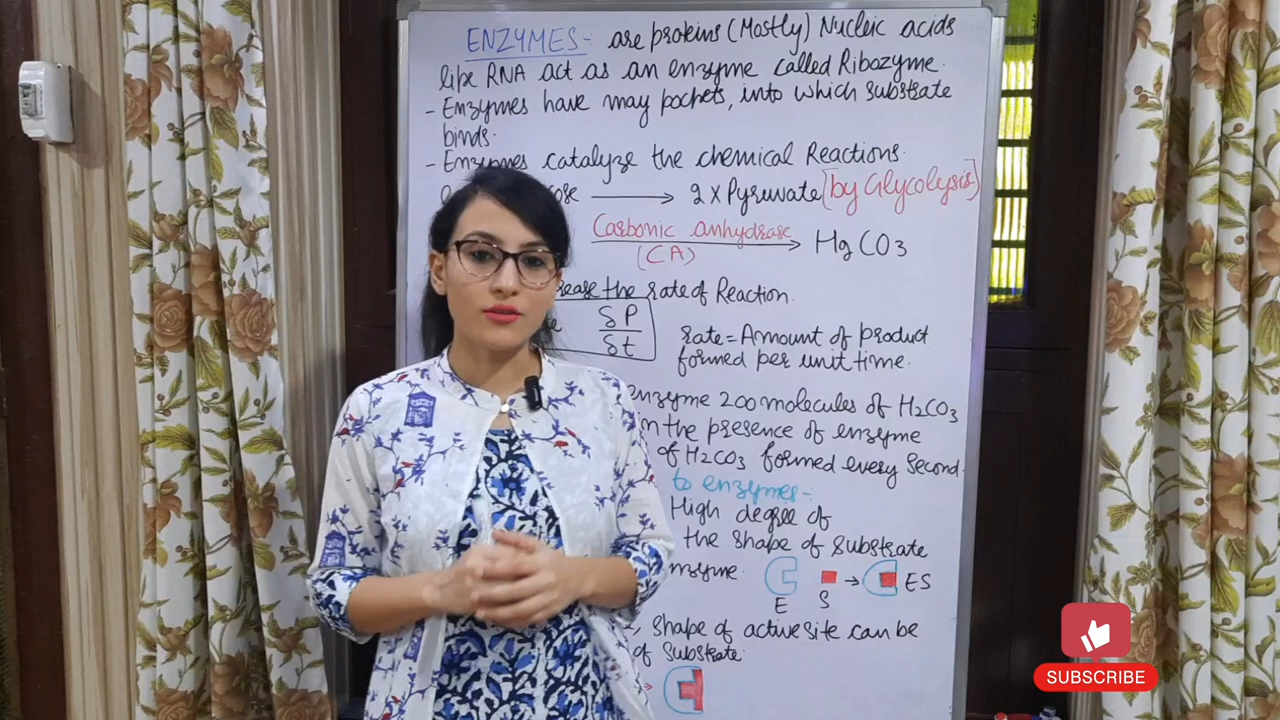 ENZYMES:- are proteins (Mostly) Nucleic acids
like RNA act as an enzyme called Ribozyme.
- Enzymes have may pockets, into which substrate
binds.
- Enzymes catalyze the chemical Reactions.
→ 2 x Pyruvate [by Glycolysis]
Carbonic anhydrase
(CA) → H2CO3
the rate of Reaction.
δP
δt
rate = Amount of product
formed per unit time.
enzyme 200 molecules of H2CO3
the presence of enzyme
of H2CO3 formed every second.
to enzymes:-
High degree of
the shape of substrate
→ ES
E S
shape of active site can be
of substrate.
SUBSCRIBE